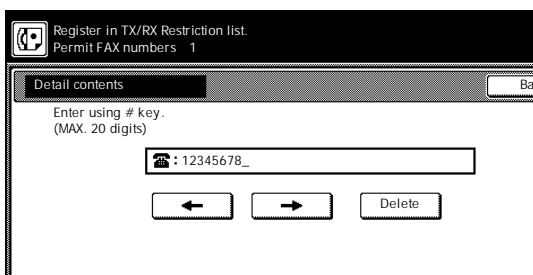 Register in TX/RX Restriction list.
Permit FAX numbers 1
Detail contents
Ba
Enter using # key.
(MAX. 20 digits)
: 12345678_
Delete